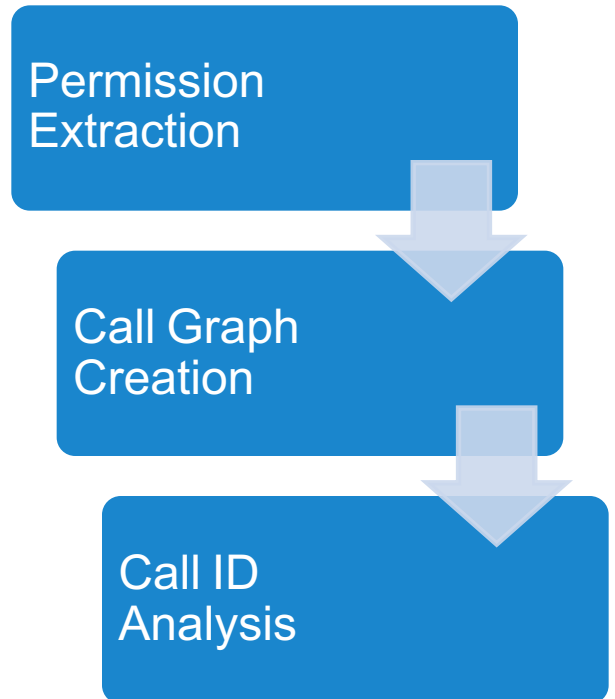 Permission
Extraction
Call Graph
Creation
Call ID
Analysis